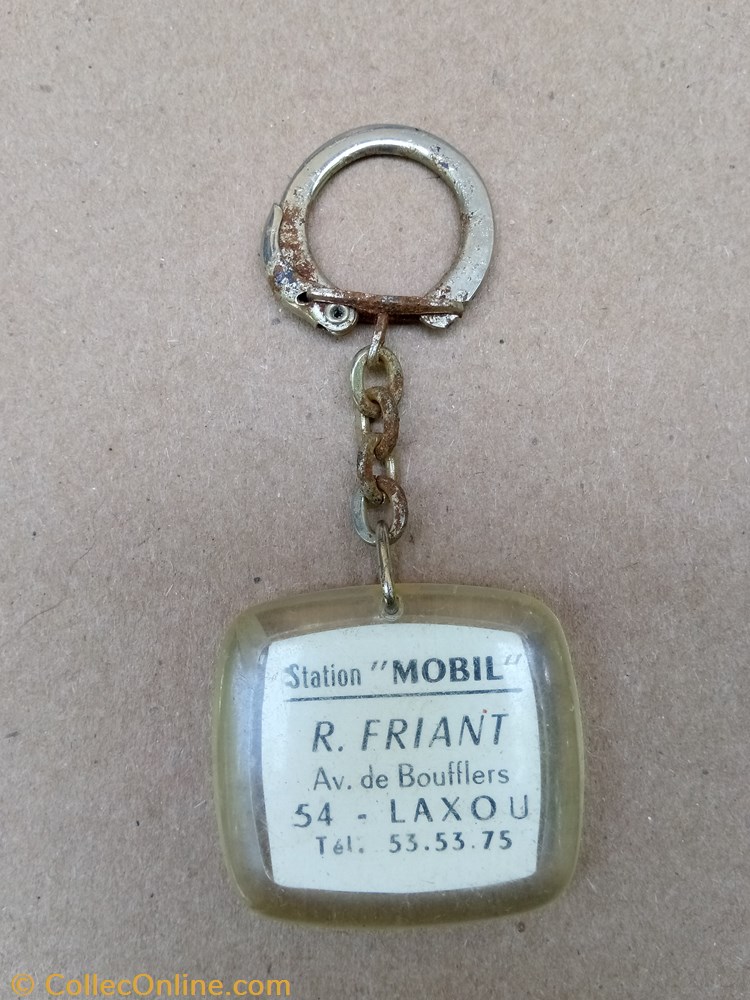 Station "MOBIL"
R. FRIANT
Av. de Boufflers
54 - LAXOU
Tél. 53.53.75
© CollecOnline.com